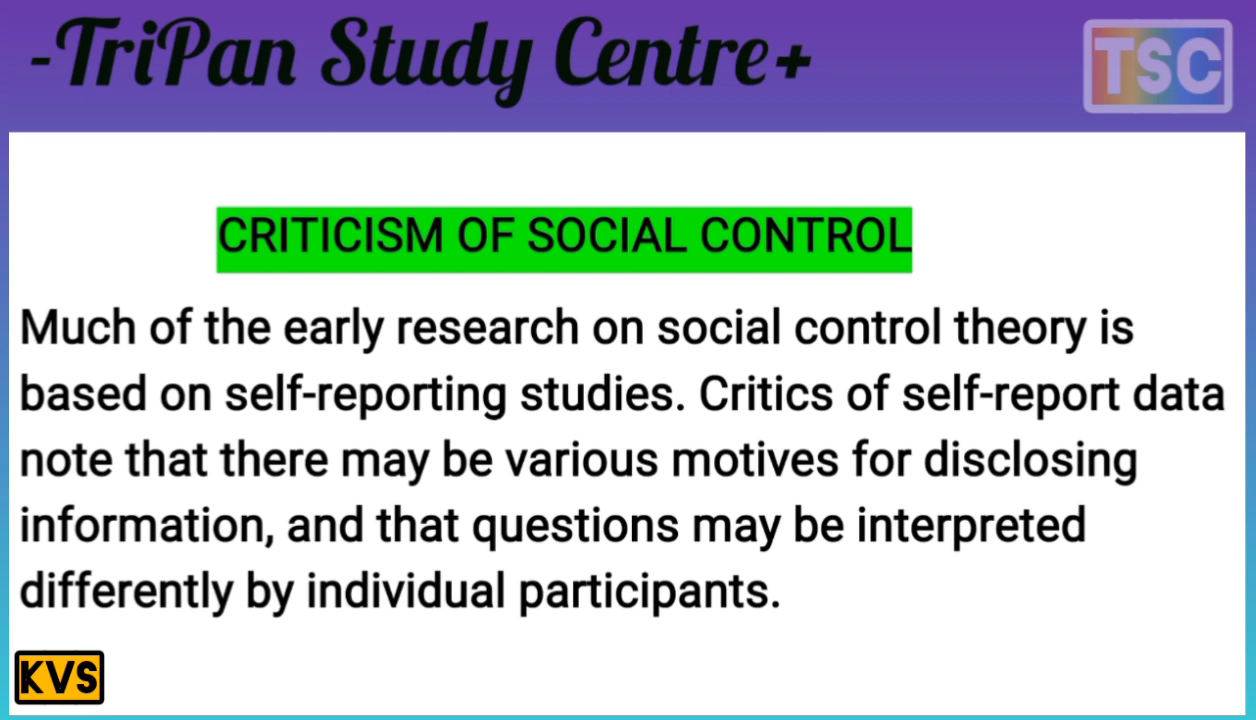 -TriPan Study Centre+
TSC
CRITICISM OF SOCIAL CONTROL
Much of the early research on social control theory is
based on self-reporting studies. Critics of self-report data
note that there may be various motives for disclosing
information, and that questions may be interpreted
differently by individual participants.
KVS